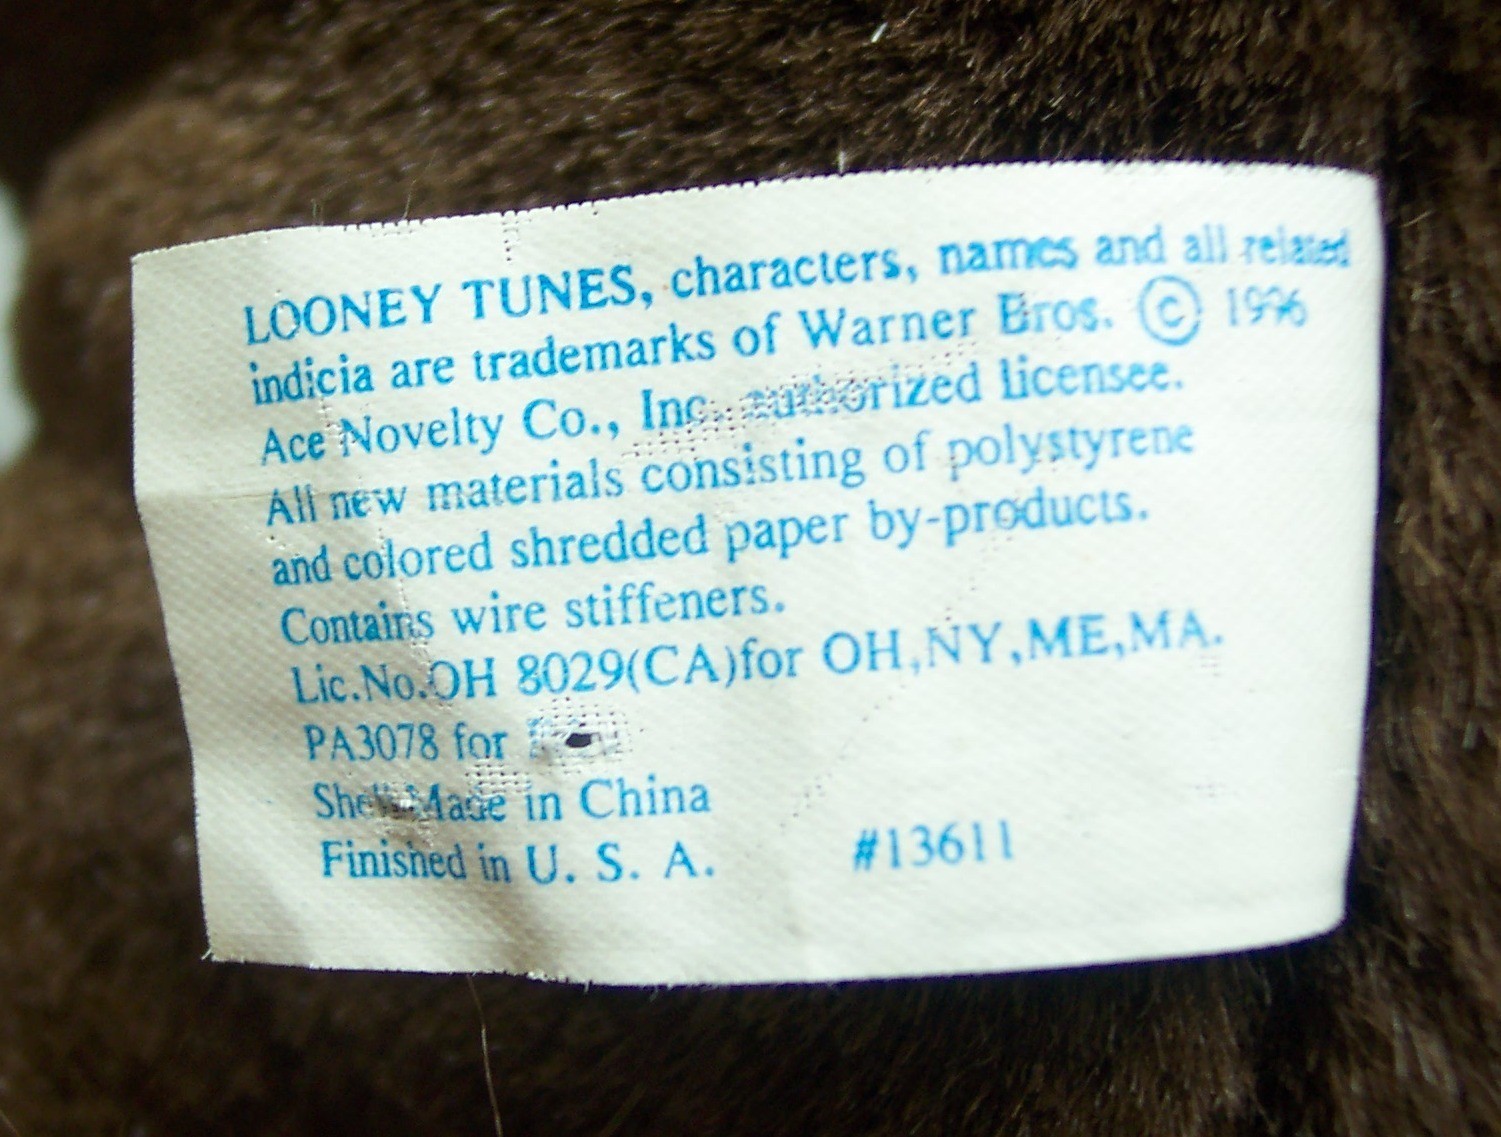 LOONEY TUNES, characters, names and all related
indicia are trademarks of Warner Bros. © 1996
Ace Novelty Co., Inc. authorized licensee.
All new materials consisting of polystyrene
and colored shredded paper by-products.
Contains wire stiffeners.
Lic.No.OH 8029(CA)for OH,NY,ME,MA.
PA3078 for
Shell Made in China
Finished in U. S. A. #13611